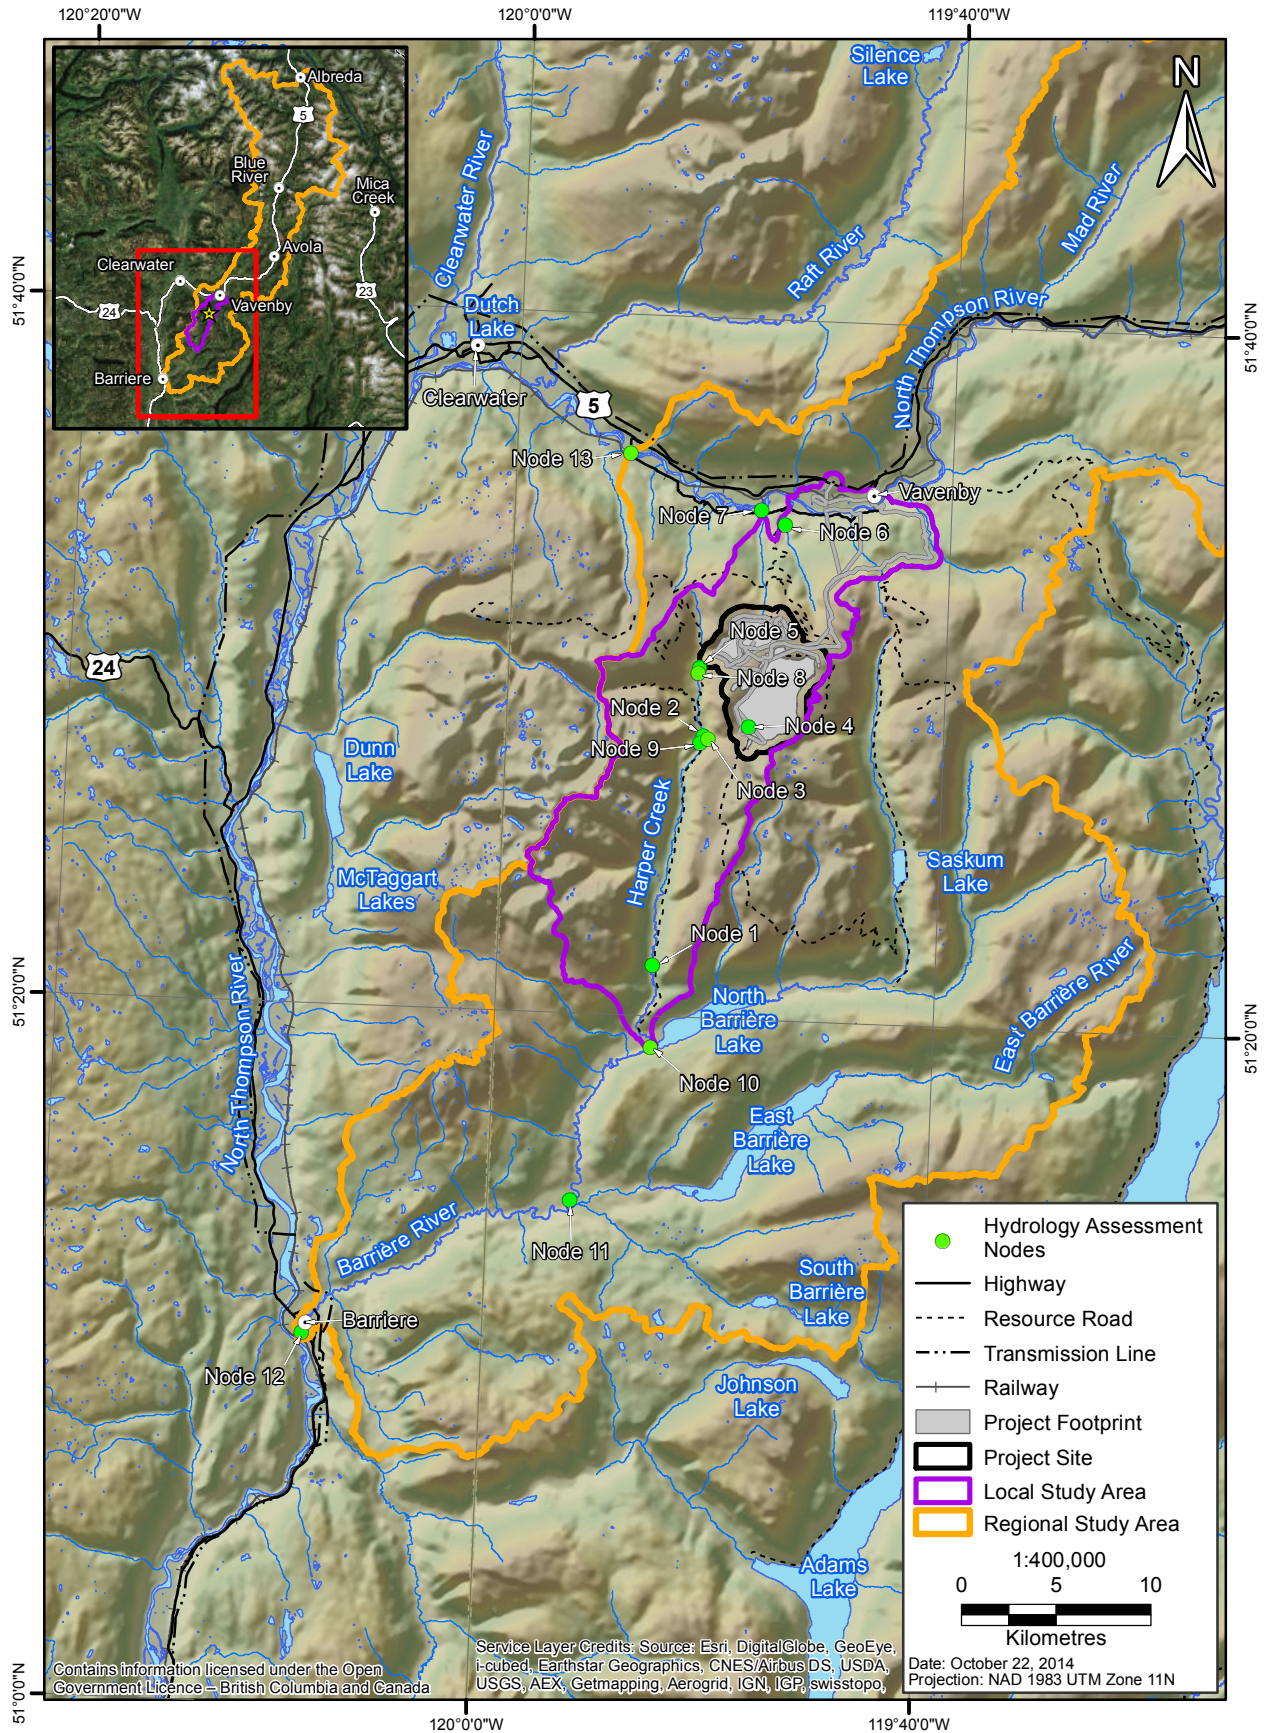 120°20'0"W
120°0'0"W
119°40'0"W
Silence
Lake
N
Albreda
5
Blue
River
Mica
Creek
Avola
Clearwater
Vavenby
24
23
Barriere
Clearwater River
Raft River
Mad River
North Thompson River
51°40'0"N
51°40'0"N
Dutch
Lake
Clearwater
5
North Thompson River
Node 13
Vavenby
Node 7
Node 6
24
Node 5
Node 8
Node 2
Node 4
Node 9
Node 3
Dunn
Lake
Harper Creek
McTaggart
Lakes
Saskum
Lake
Node 1
North Thompson River
North
Barrière
Lake
East Barrière River
51°20'0"N
51°20'0"N
Node 10
East
Barrière
Lake
Barrière River
Node 11
South
Barrière
Lake
Barriere
Node 12
Johnson
Lake
Adams
Lake
Hydrology Assessment
Nodes
Highway
Resource Road
Transmission Line
Railway
Project Footprint
Project Site
Local Study Area
Regional Study Area
1:400,000
0 5 10
Kilometres
Date: October 22, 2014
Projection: NAD 1983 UTM Zone 11N
Service Layer Credits: Source: Esri, DigitalGlobe, GeoEye,
i-cubed, Earthstar Geographics, CNES/Airbus DS, USDA,
USGS, AEX, Getmapping, Aerogrid, IGN, IGP, swisstopo,
Contains information licensed under the Open
Government Licence – British Columbia and Canada
51°0'0"N
120°0'0"W
119°40'0"W